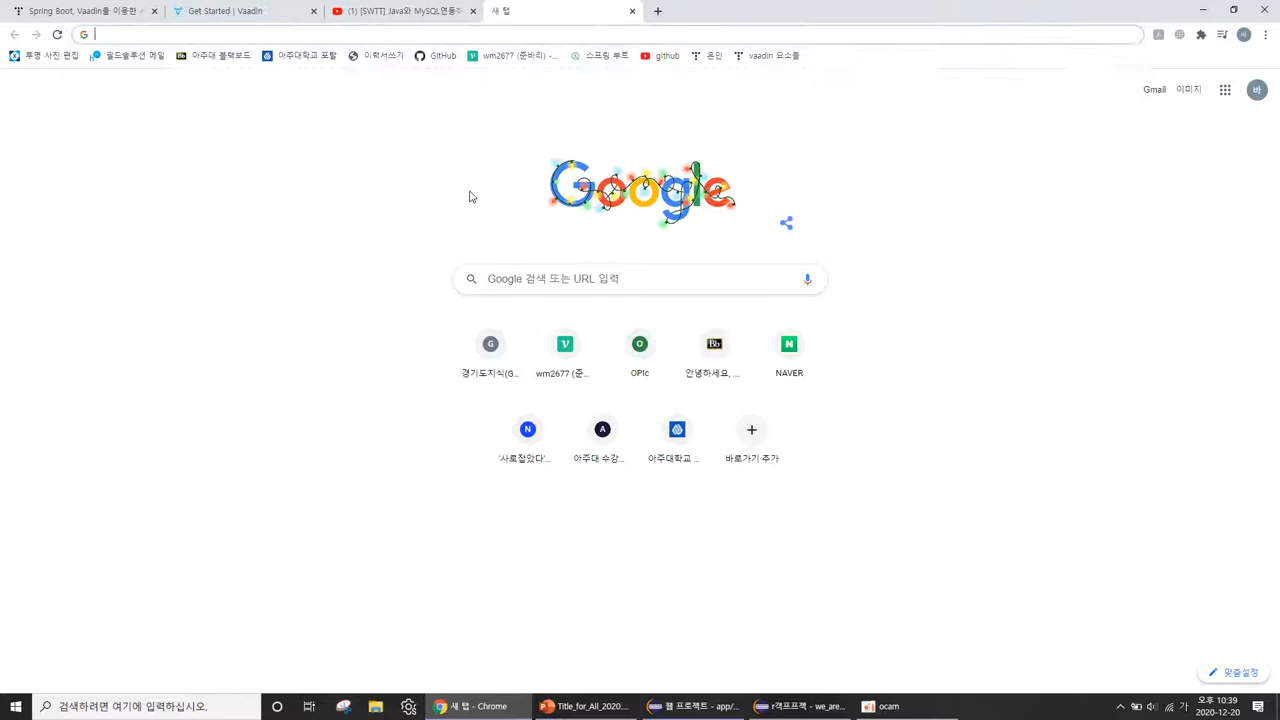 Spring Boot, Vaadin을 이용한
Get Started | Vaadin
(1) [SWTT] Java와 MySQL연동하
새 탭
투명 사진 편집
필드솔루션 메일
아주대 블랙보드
아주대학교 포탈
이력서쓰기
GitHub
wm2677 (준바리) -...
스프링 부트
github
은인
vaadin 요소들
Gmail
이미지
바
Google
Google 검색 또는 URL 입력
경기도지식(G...
wm2677 (준...
OPIc
안녕하세요, ....
NAVER
'사로잡았다'...
아주대 수강...
아주대학교 ...
바로가기 추가
맞춤설정
검색하려면 여기에 입력하십시오.
새 탭 - Chrome
Title_for_All_2020....
웹 프로젝트 - app/...
r잭프프잭 - we_are...
ocam
가
오후 10:39
2020-12-20